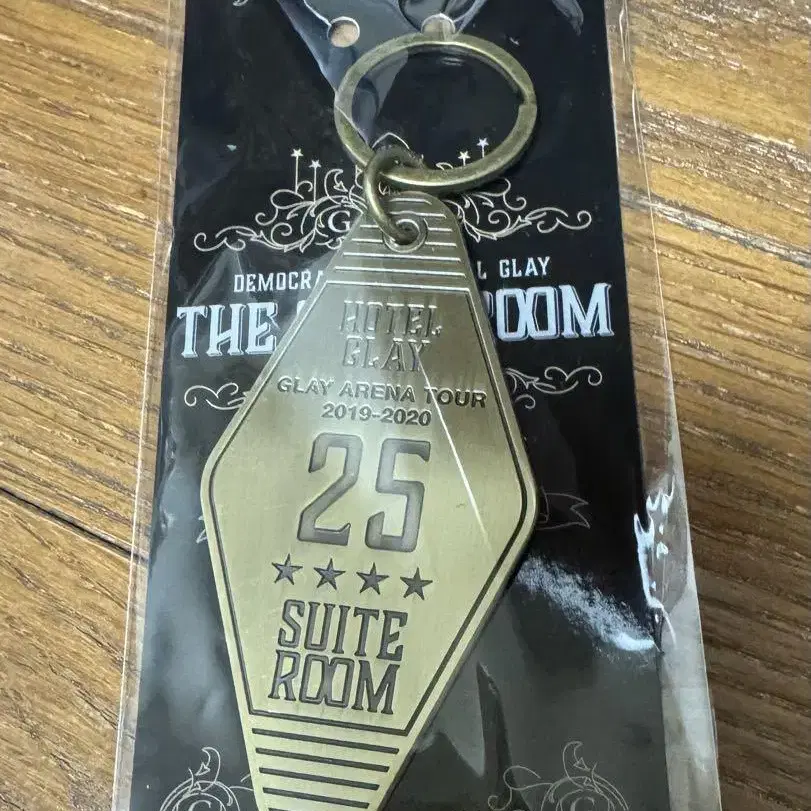 G
DEMOCRA L GLAY
THE OOM
HOTEL
GLAY
GLAY ARENA TOUR
2019-2020
25
SUITE
ROOM